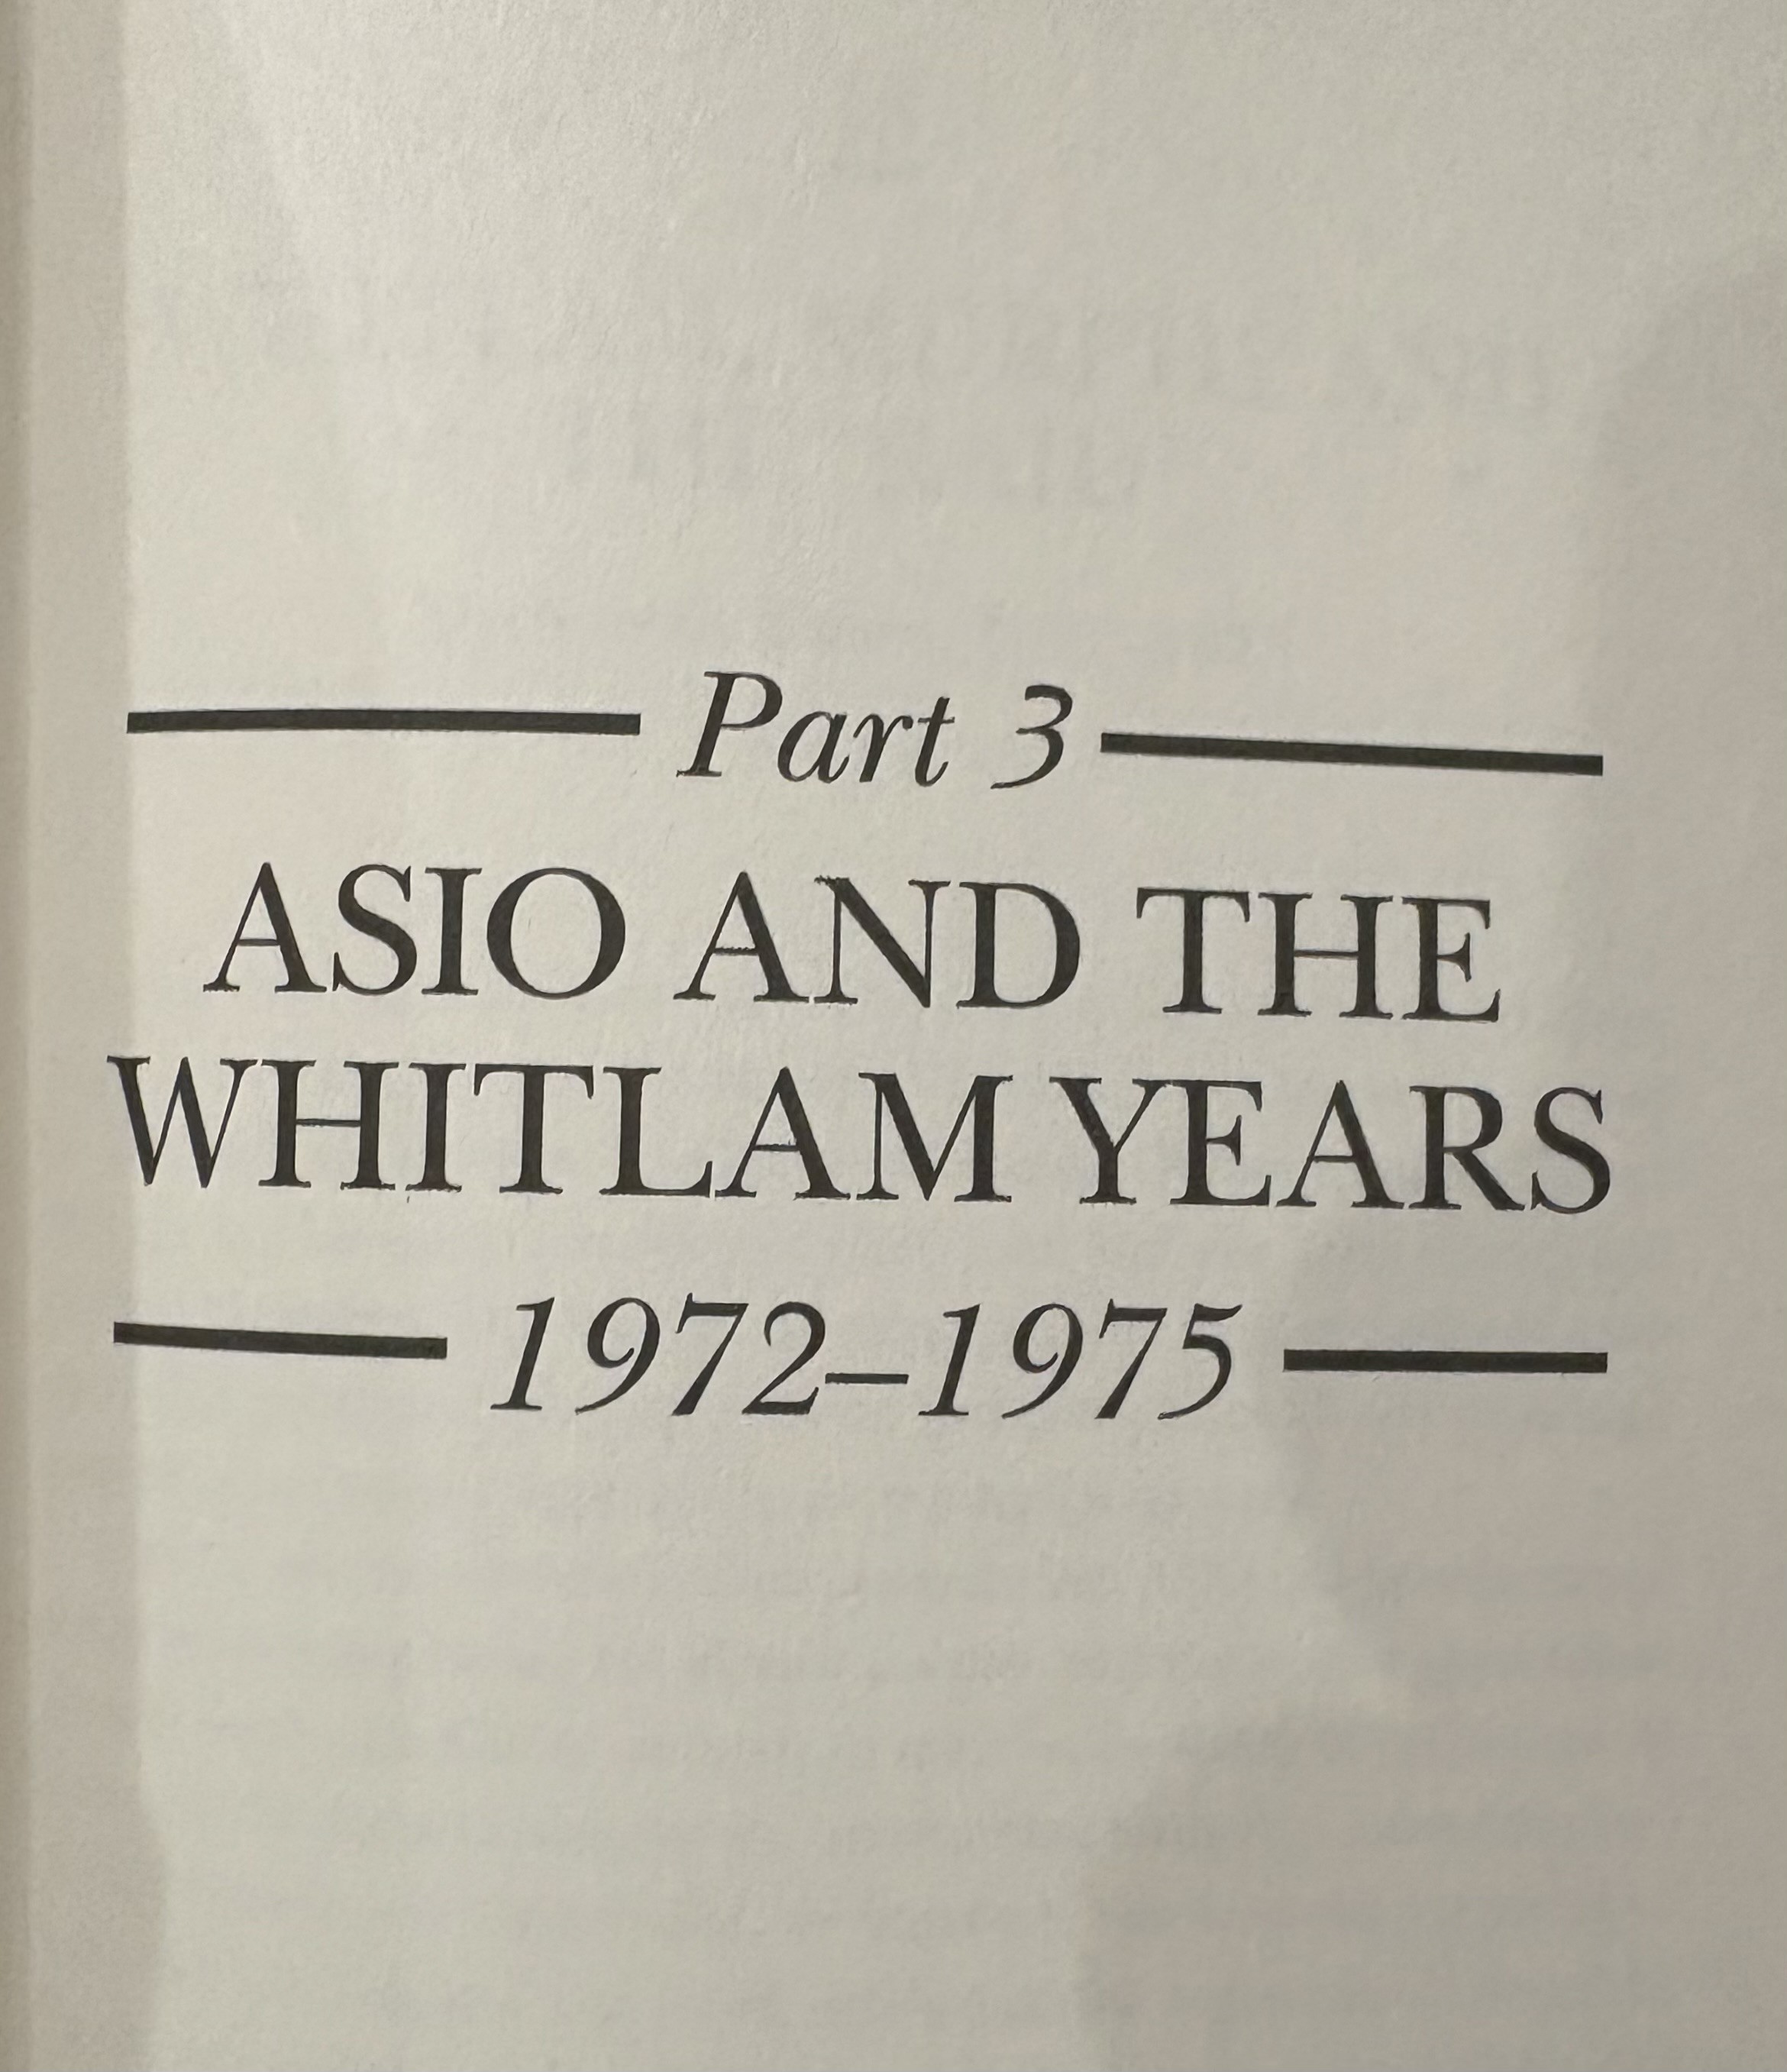 Part 3
ASIO AND THE
WHITLAM YEARS
1972–1975